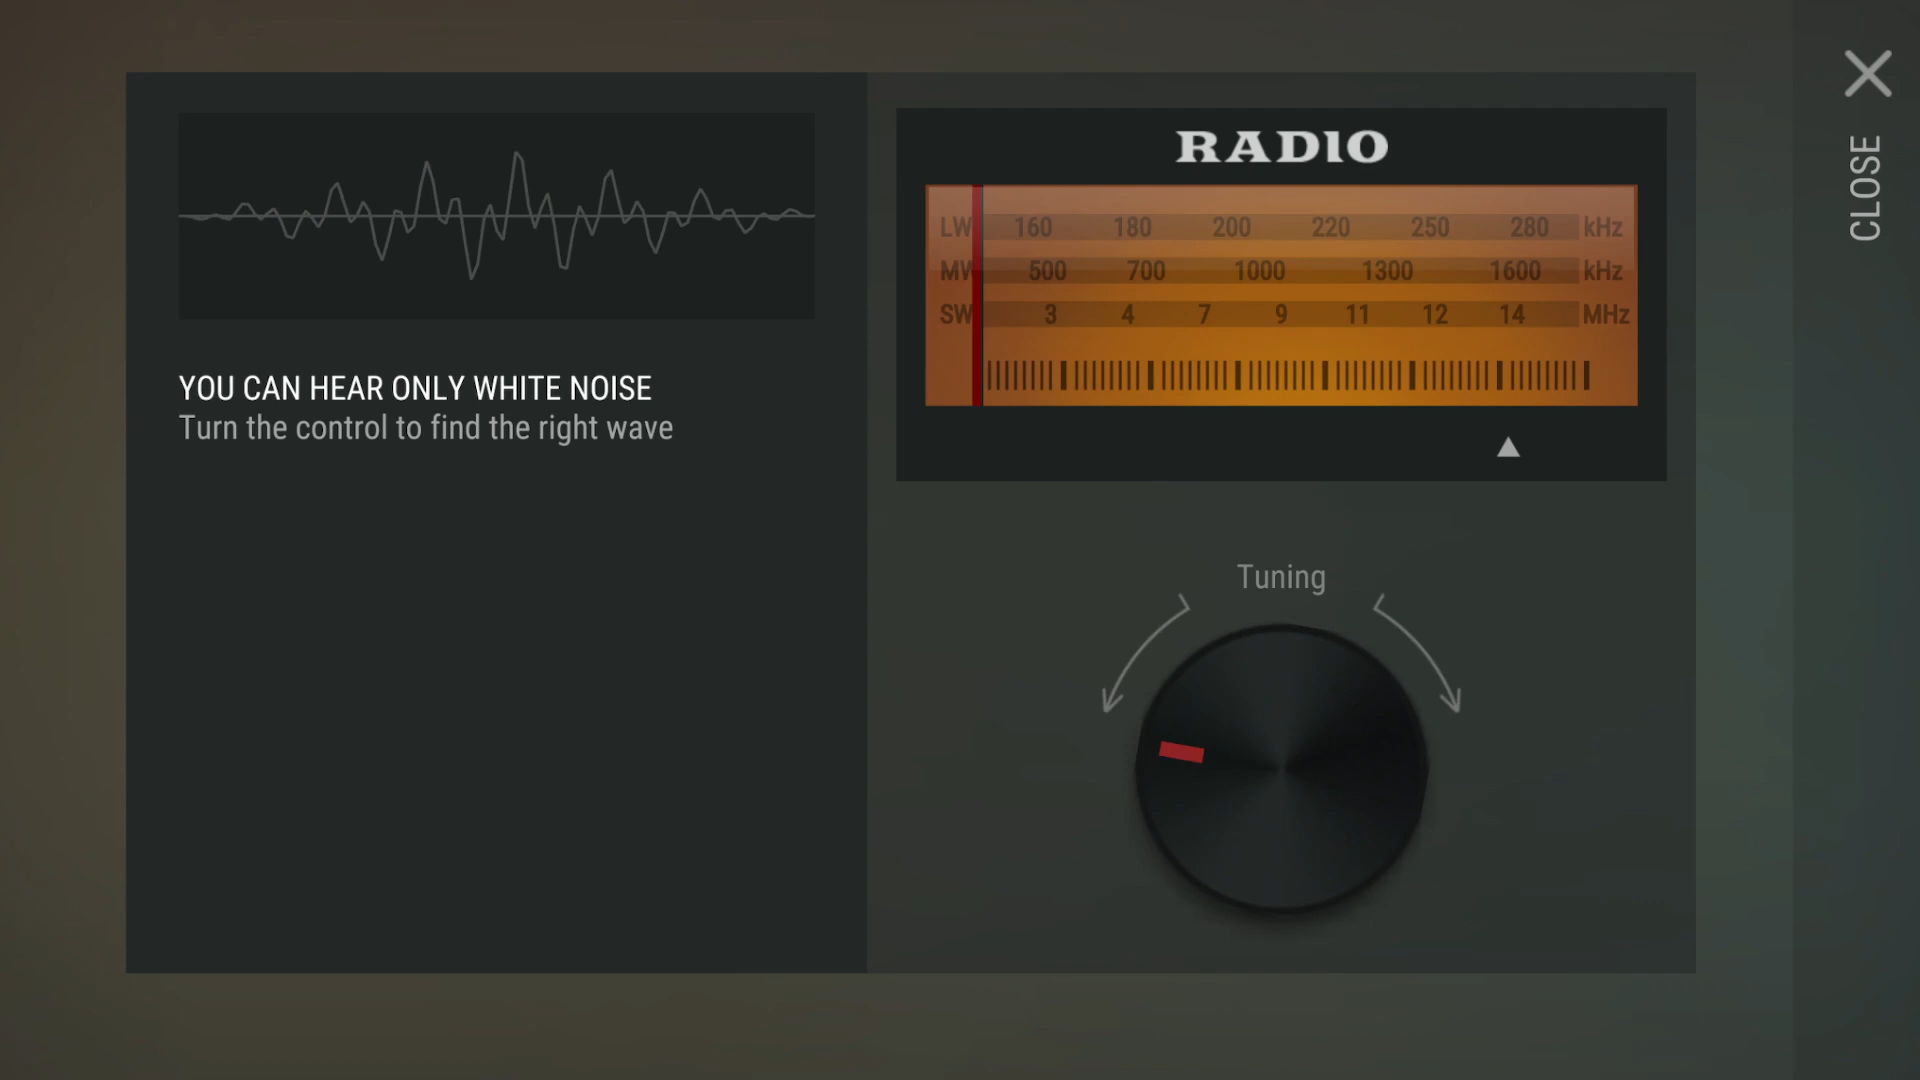 RADIO
LW 160 180 200 220 250 280 kHz
MW 500 700 1000 1300 1600 kHz
SW 3 4 7 9 11 12 14 MHz
YOU CAN HEAR ONLY WHITE NOISE
Turn the control to find the right wave
Tuning
CLOSE